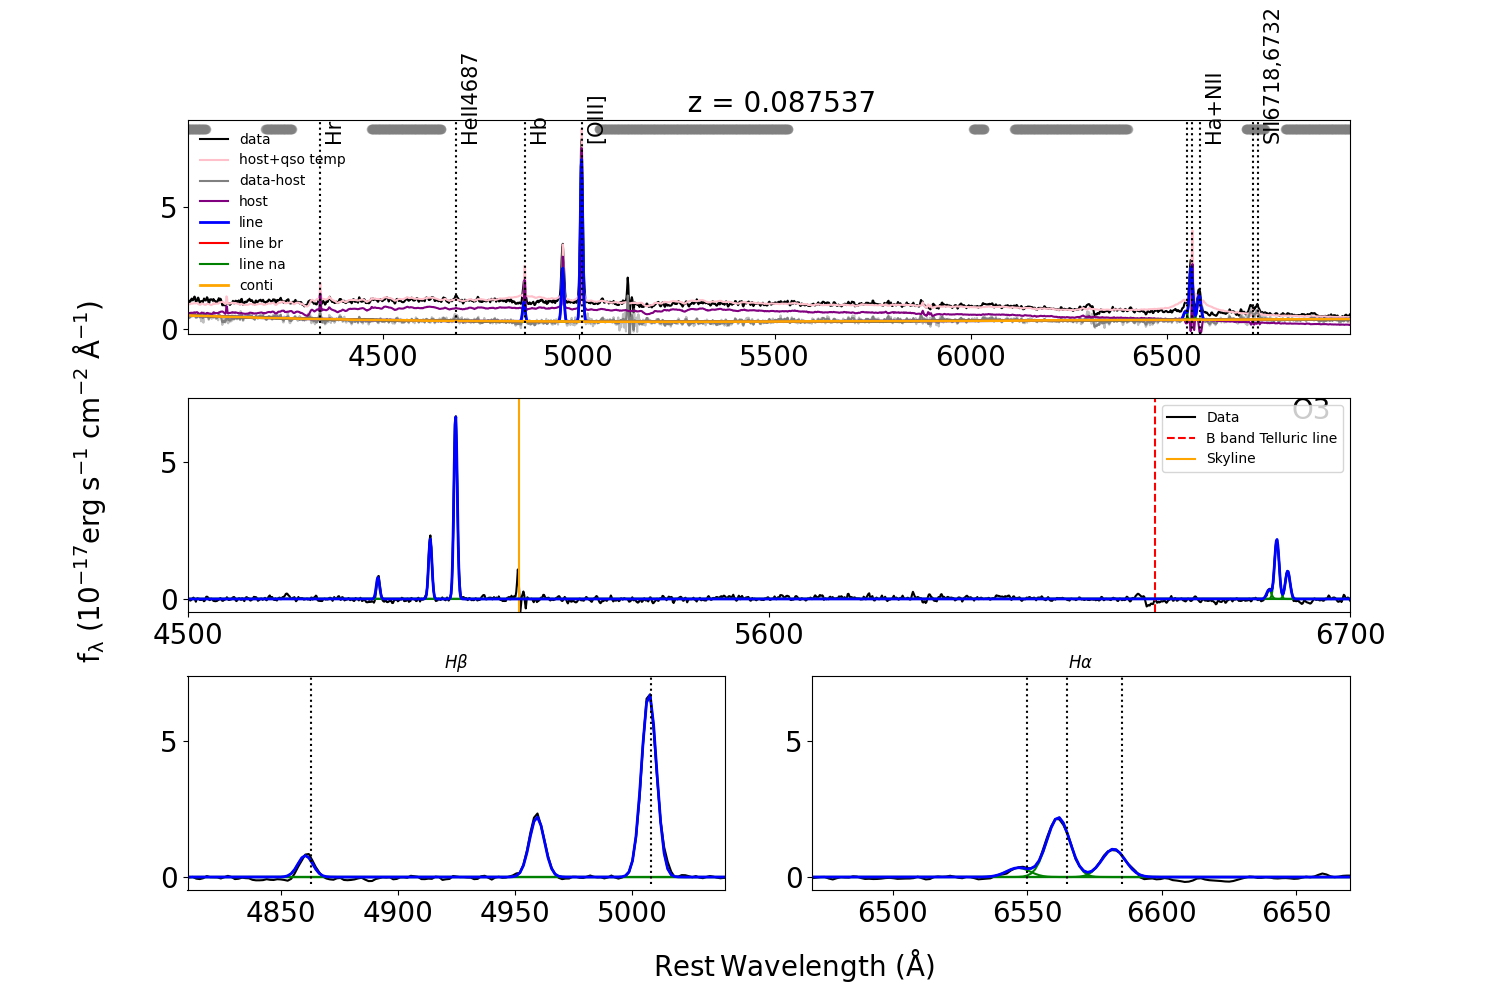 z = 0.087537
Hr
HeII4687
Hb
[OIII]
Ha+NII
SII6718,6732
data
host+qso temp
data-host
host
line
line br
line na
conti
5
0
4500
5000
5500
6000
6500
f_λ (10⁻¹⁷erg s⁻¹ cm⁻² Å⁻¹)
O3
Data
B band Telluric line
Skyline
5
0
4500
5600
6700
Hβ
5
0
4850
4900
4950
5000
Hα
5
0
6500
6550
6600
6650
Rest Wavelength (Å)